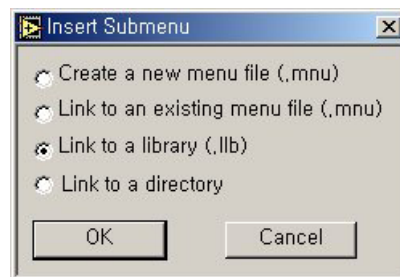 Insert Submenu
Create a new menu file (.mnu)
Link to an existing menu file (.mnu)
Link to a library (.llb)
Link to a directory
OK
Cancel